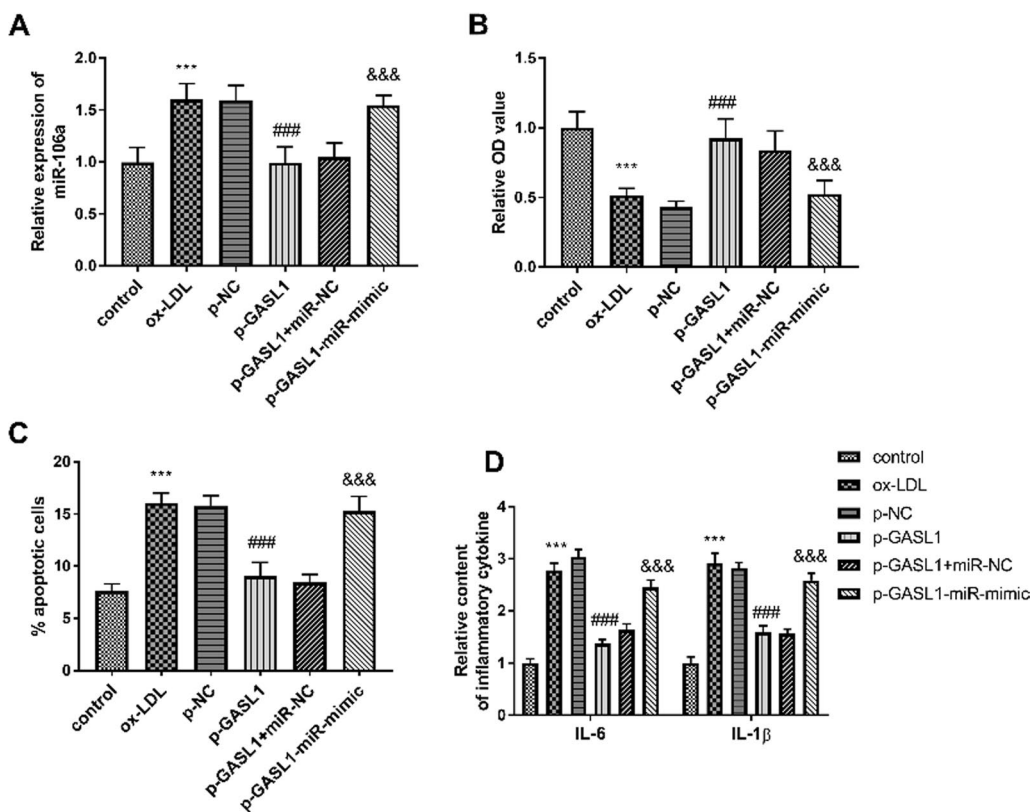 A
Relative expression of
miR-106a
2.0
1.5
1.0
0.5
0.0
***
###
&&&
control
ox-LDL
p-NC
p-GASL1
p-GASL1+miR-NC
p-GASL1-miR-mimic
B
Relative OD value
1.5
1.0
0.5
0.0
***
###
&&&
control
ox-LDL
p-NC
p-GASL1
p-GASL1+miR-NC
p-GASL1-miR-mimic
C
% apoptotic cells
20
15
10
5
0
***
###
&&&
control
ox-LDL
p-NC
p-GASL1
p-GASL1+miR-NC
p-GASL1-miR-mimic
D
Relative content
of inflammatory cytokine
4
3
2
1
0
***
###
&&&
***
###
&&&
IL-6
IL-1β
control
ox-LDL
p-NC
p-GASL1
p-GASL1+miR-NC
p-GASL1-miR-mimic